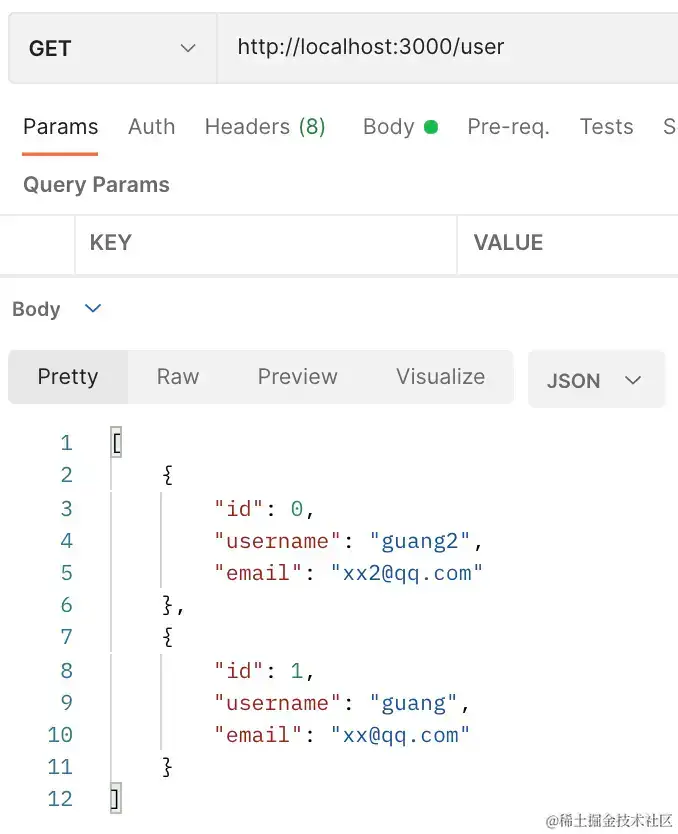 GET http://localhost:3000/user
Params Auth Headers (8) Body Pre-req. Tests S
Query Params
KEY VALUE
Body
Pretty Raw Preview Visualize JSON
1 [
2 {
3 "id": 0,
4 "username": "guang2",
5 "email": "xx2@qq.com"
6 },
7 {
8 "id": 1,
9 "username": "guang",
10 "email": "xx@qq.com"
11 }
12 ]
@稀土掘金技术社区